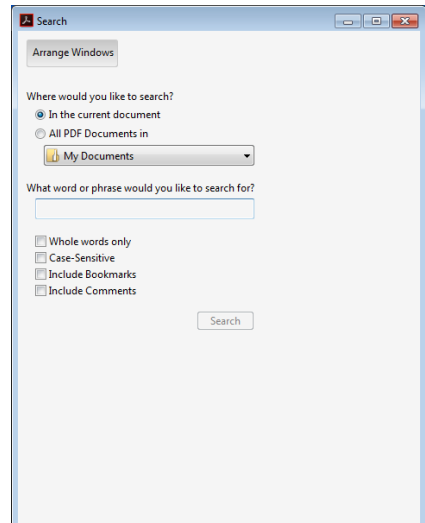 Search
Arrange Windows
Where would you like to search?
In the current document
All PDF Documents in
My Documents
What word or phrase would you like to search for?
Whole words only
Case-Sensitive
Include Bookmarks
Include Comments
Search